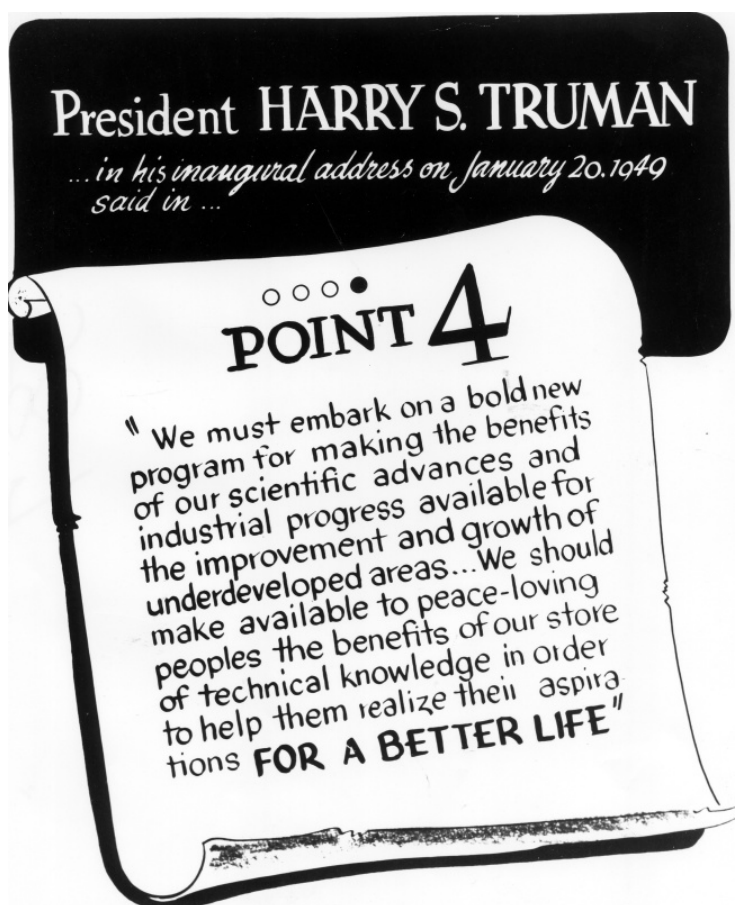 President HARRY S. TRUMAN
...in his inaugural address on January 20.1949
said in ...
POINT 4
"We must embark on a bold new
program for making the benefits
of our scientific advances and
industrial progress available for
the improvement and growth of
underdeveloped areas...We should
make available to peace-loving
peoples the benefits of our store
of technical knowledge in order
to help them realize their aspira-
tions FOR A BETTER LIFE"